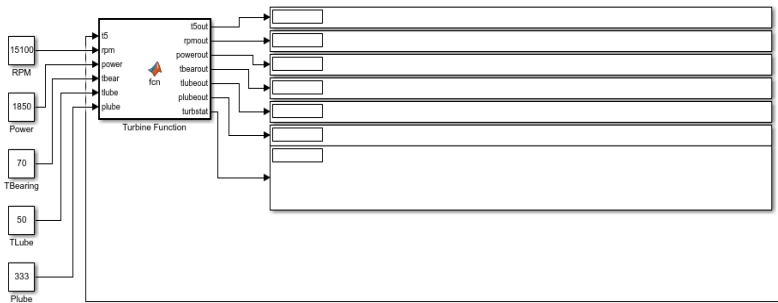 15100
RPM
1850
Power
70
TBearing
50
TLube
333
Plube
t5
rpm
power
tbear
tlube
plube
fcn
t5out
rpmout
powerout
tbearout
tlubeout
plubeout
turbstat
Turbine Function